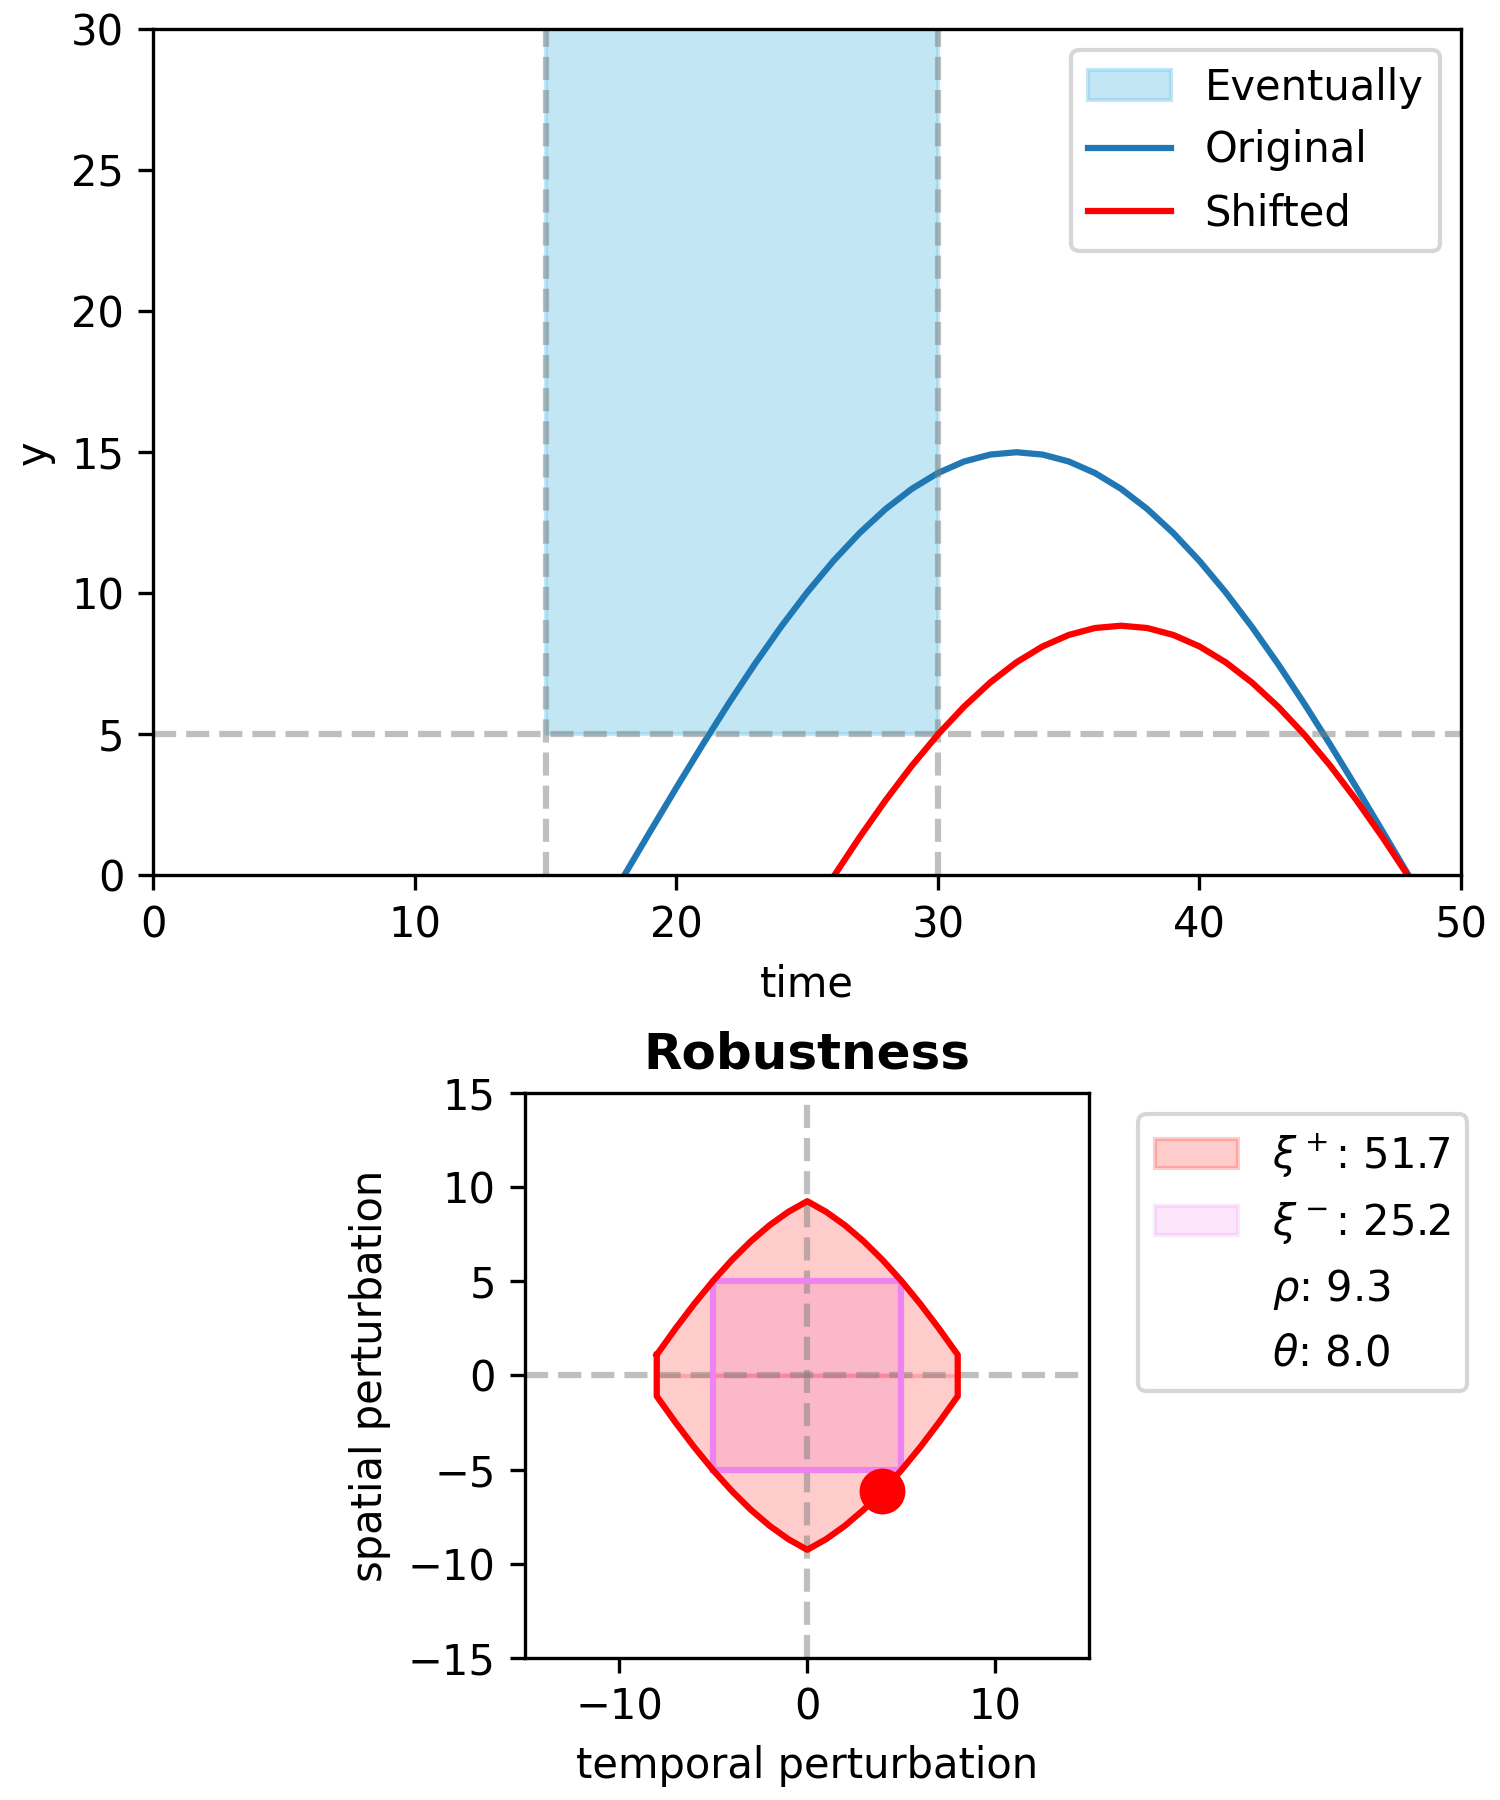 30
25
20
15
10
5
0
y
Eventually
Original
Shifted
0 10 20 30 40 50
time
Robustness
15
10
5
0
−5
−10
−15
spatial perturbation
ξ⁺: 51.7
ξ⁻: 25.2
ρ: 9.3
θ: 8.0
−10 0 10
temporal perturbation